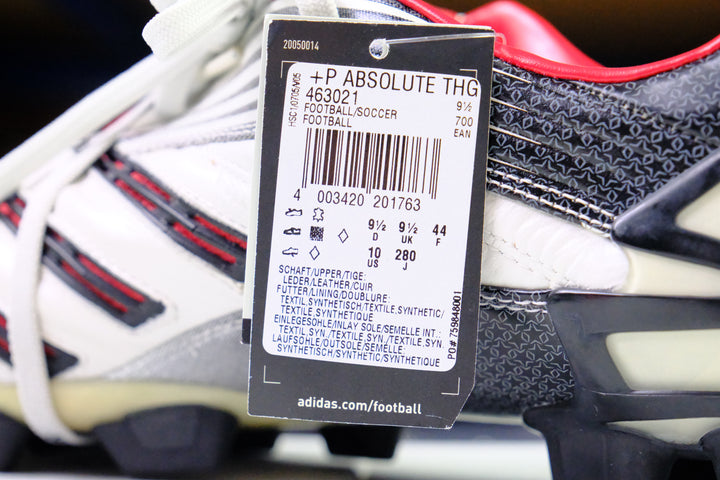 20050014
HSC1/0705/M05
+P ABSOLUTE THG
463021
9½
FOOTBALL/SOCCER
700
FOOTBALL
EAN
4 003420 201763
9½ 9½ 44
D UK F
10 280
US J
SCHAFT/UPPER/TIGE:
LEDER/LEATHER/CUIR
FUTTER/LINING/DOUBLURE:
TEXTIL,SYNTHETISCH/TEXTILE,SYNTHETIC/
TEXTILE,SYNTHETIQUE
EINLEGESOHLE/INLAY SOLE/SEMELLE INT.:
TEXTIL,SYN./TEXTILE,SYN./TEXTILE,SYN.
LAUFSOHLE/OUTSOLE/SEMELLE:
SYNTHETISCH/SYNTHETIC/SYNTHETIQUE
PO# 759848001
adidas.com/football